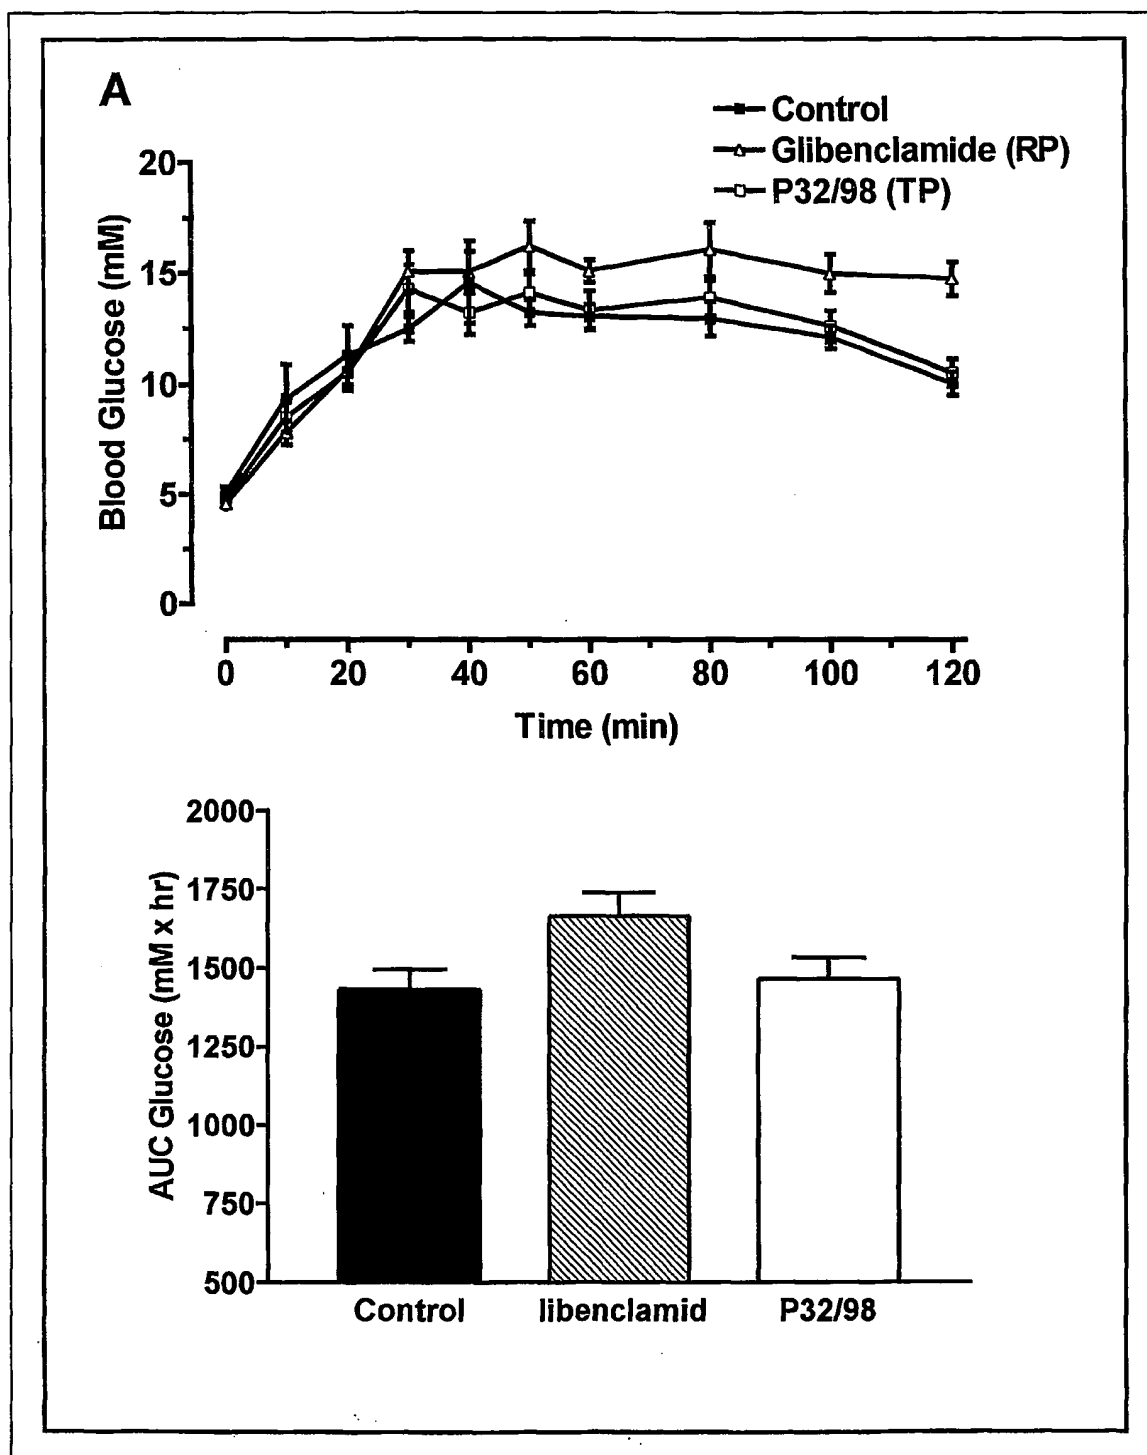 A
Control
Glibenclamide (RP)
P32/98 (TP)
20
15
10
5
0
Blood Glucose (mM)
0 20 40 60 80 100 120
Time (min)
2000
1750
1500
1250
1000
750
500
AUC Glucose (mM x hr)
Control libenclamid P32/98